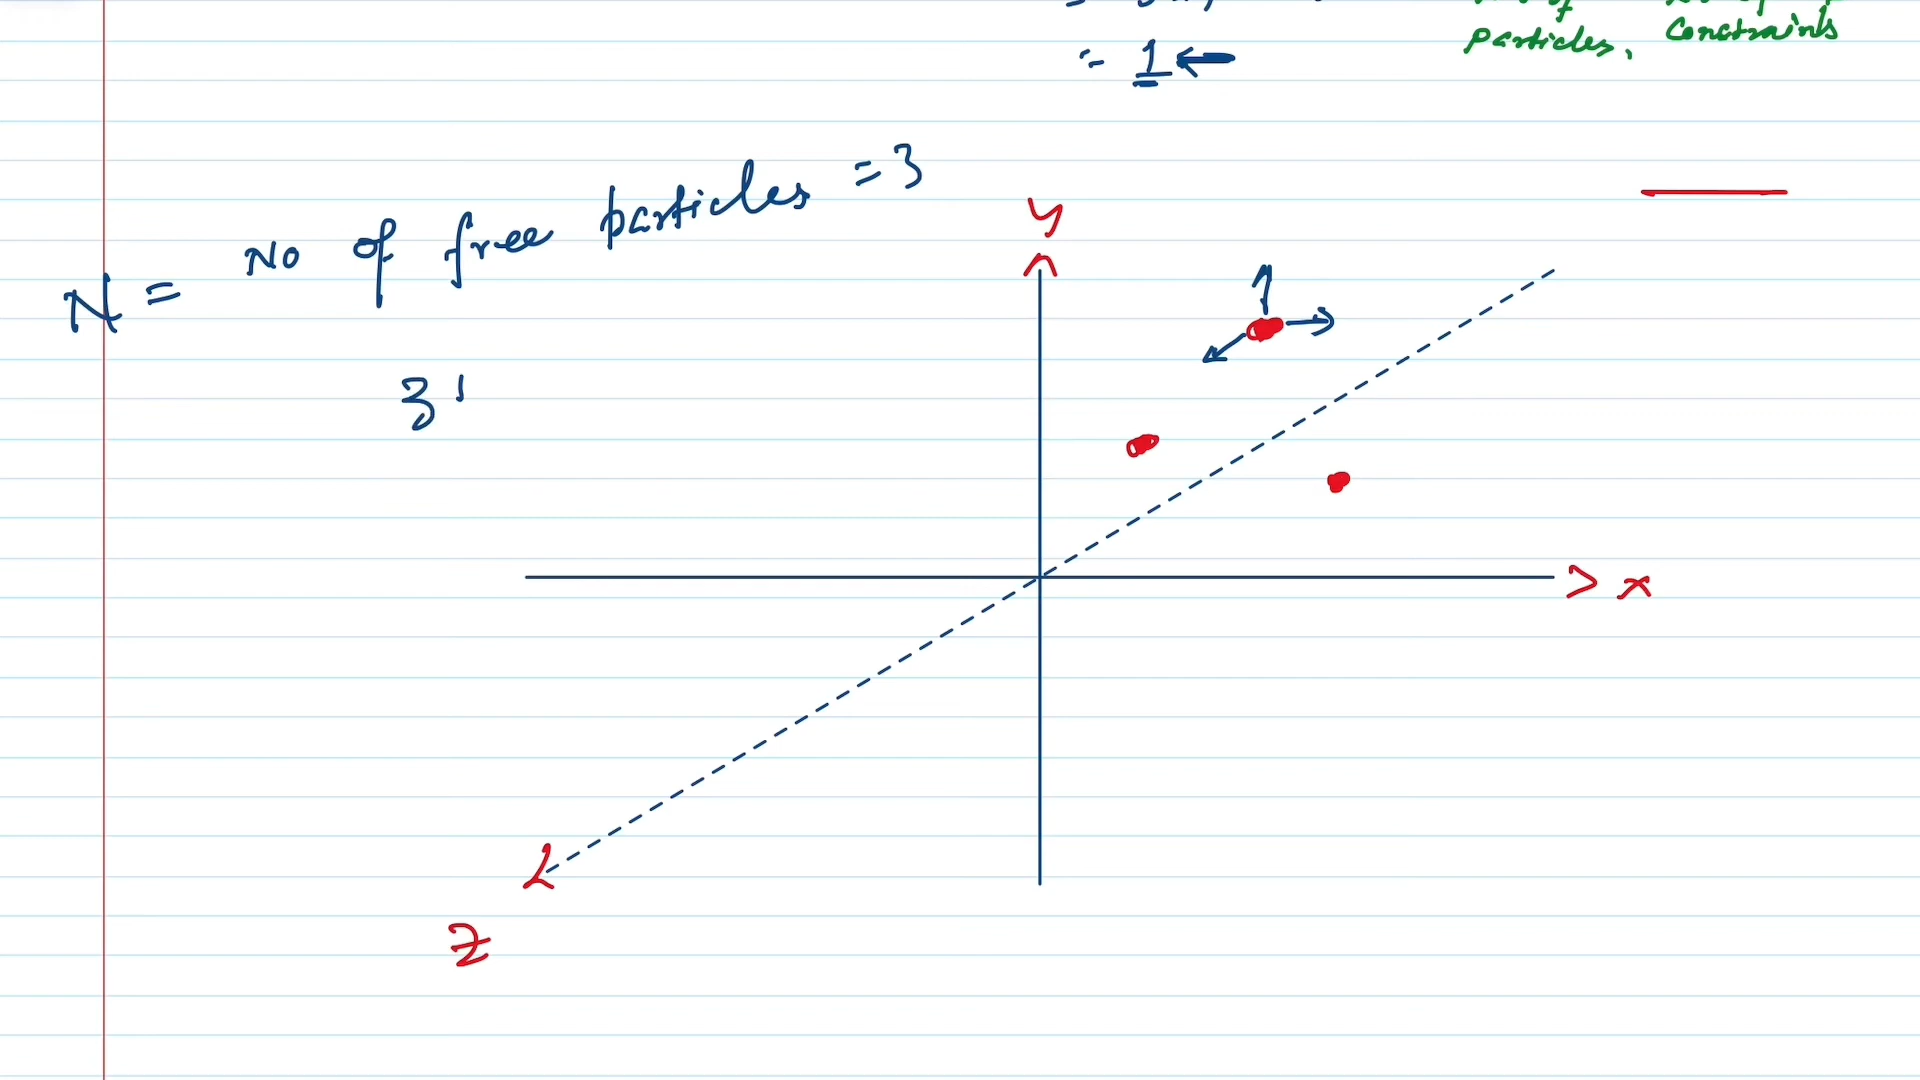 particles, constraints
= 1 ←
N = No of free particles = 3
3
y
x
z